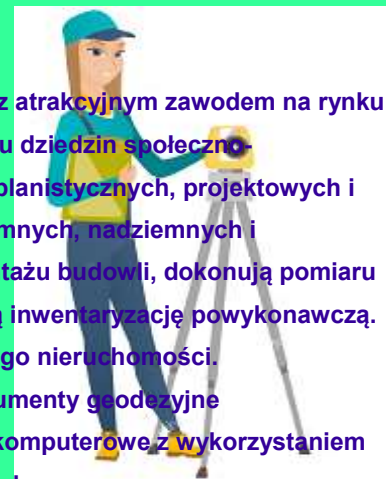 z atrakcyjnym zawodem na rynku
u dziedzin społeczno-
planistycznych, projektowych i
mnych, nadziemnych i
tażu budowli, dokonują pomiaru
ą inwentaryzację powykonawczą.
go nieruchomości.
umenty geodezyjne
komputerowe z wykorzystaniem